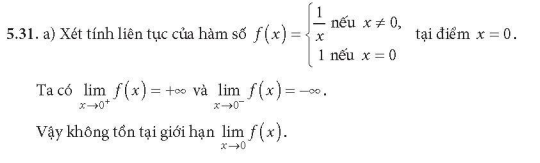 5.31. a) Xét tính liên tục của hàm số f(x) = { 1/x nếu x ≠ 0, 1 nếu x = 0 tại điểm x = 0.
Ta có lim_{x→0⁺} f(x) = +∞ và lim_{x→0⁻} f(x) = −∞.
Vậy không tồn tại giới hạn lim_{x→0} f(x).